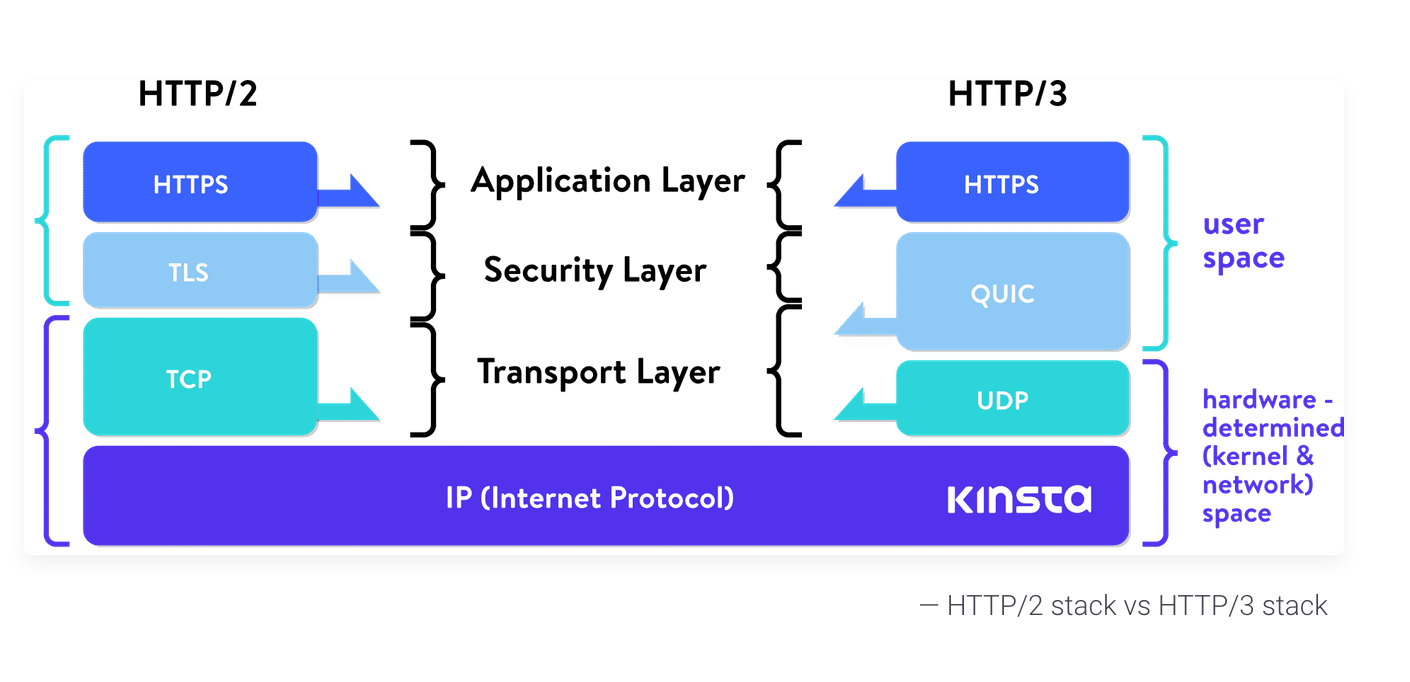 HTTP/2
HTTP/3
HTTPS
Application Layer
HTTPS
TLS
Security Layer
QUIC
user
space
TCP
Transport Layer
UDP
hardware -
determined
(kernel &
network)
space
IP (Internet Protocol)
KINSTA
— HTTP/2 stack vs HTTP/3 stack